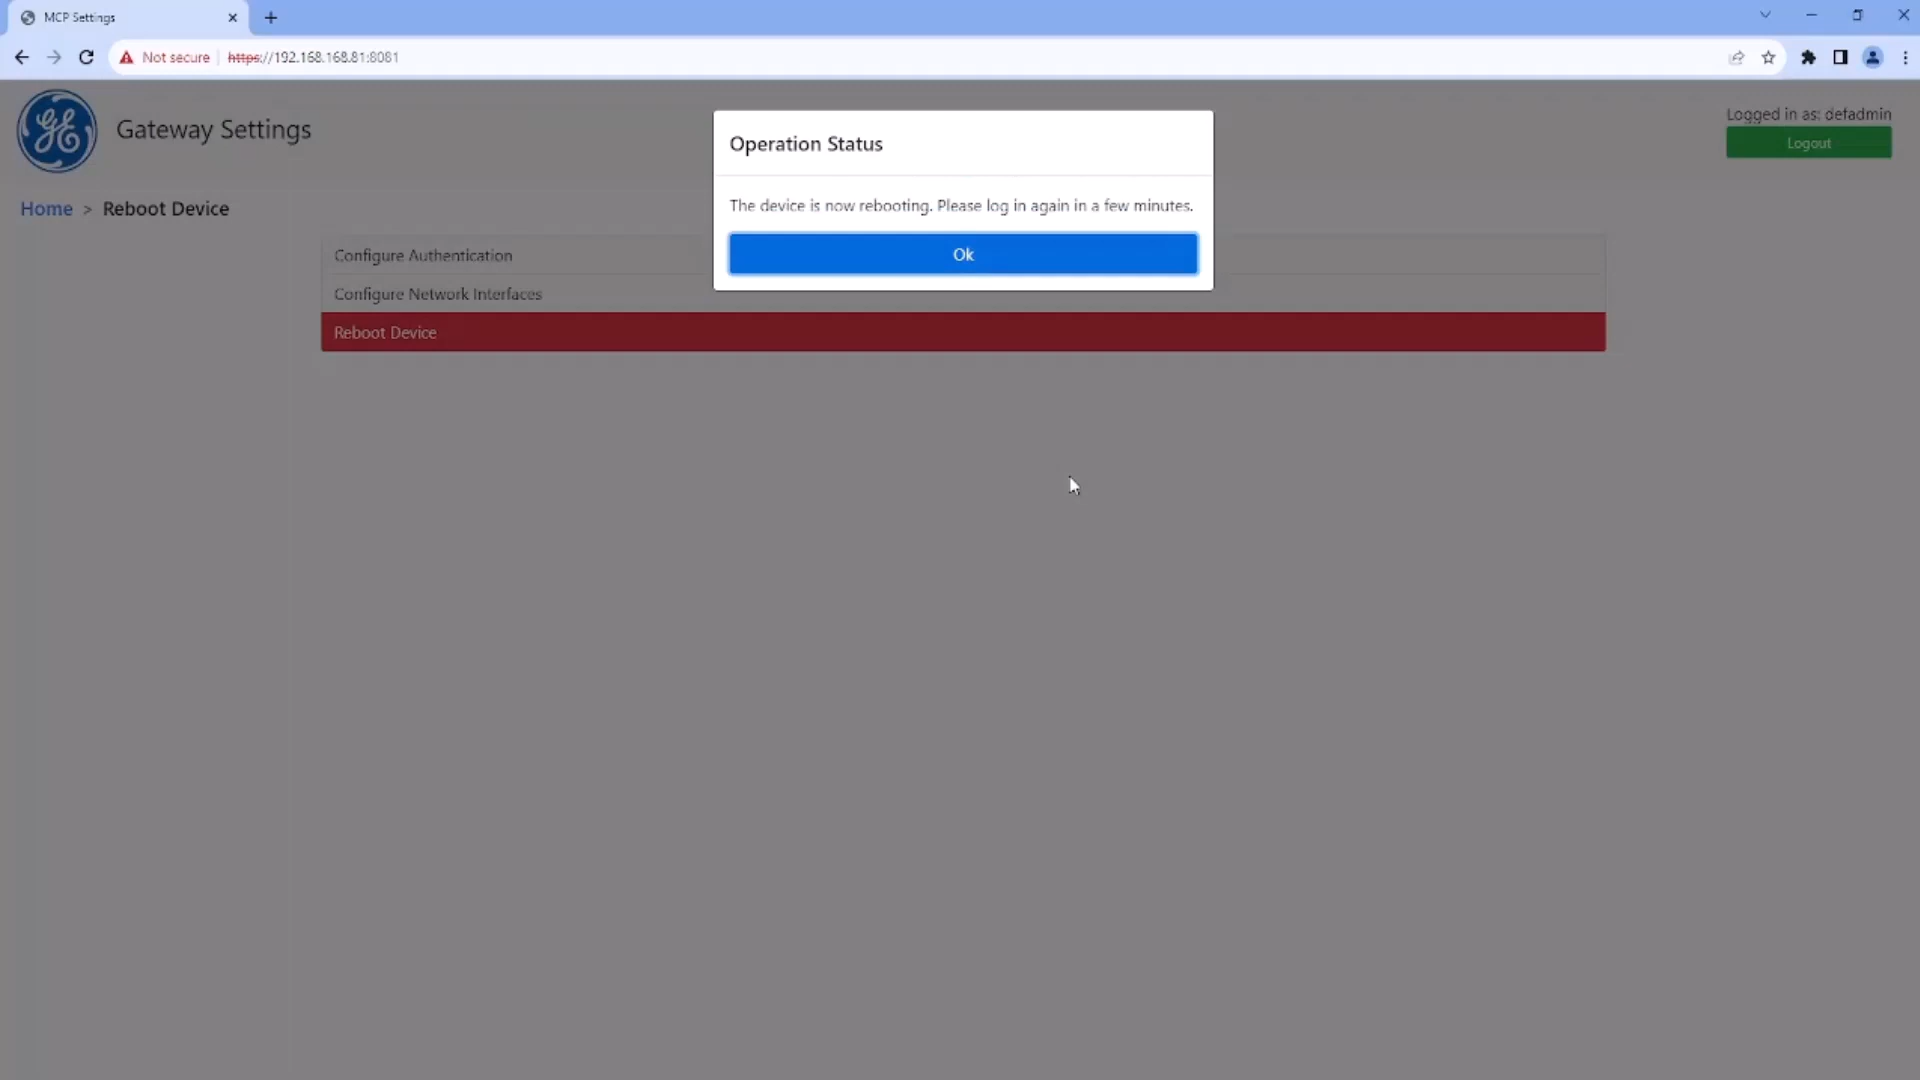 MCP Settings
Not secure | https://192.168.168.81:8081
GE
Gateway Settings
Logged in as: defadmin
Logout
Home > Reboot Device
Operation Status
The device is now rebooting. Please log in again in a few minutes.
Ok
Configure Authentication
Configure Network Interfaces
Reboot Device